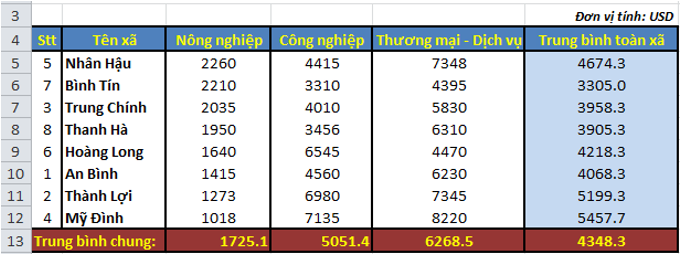 3 Đơn vị tính: USD
4 Stt Tên xã Nông nghiệp Công nghiệp Thương mại - Dịch vụ Trung bình toàn xã
5 5 Nhân Hậu 2260 4415 7348 4674.3
6 7 Bình Tín 2210 3310 4395 3305.0
7 3 Trung Chính 2035 4010 5830 3958.3
8 8 Thanh Hà 1950 3456 6310 3905.3
9 6 Hoàng Long 1640 6545 4470 4218.3
10 1 An Bình 1415 4560 6230 4068.3
11 2 Thành Lợi 1273 6980 7345 5199.3
12 4 Mỹ Đình 1018 7135 8220 5457.7
13 Trung bình chung: 1725.1 5051.4 6268.5 4348.3